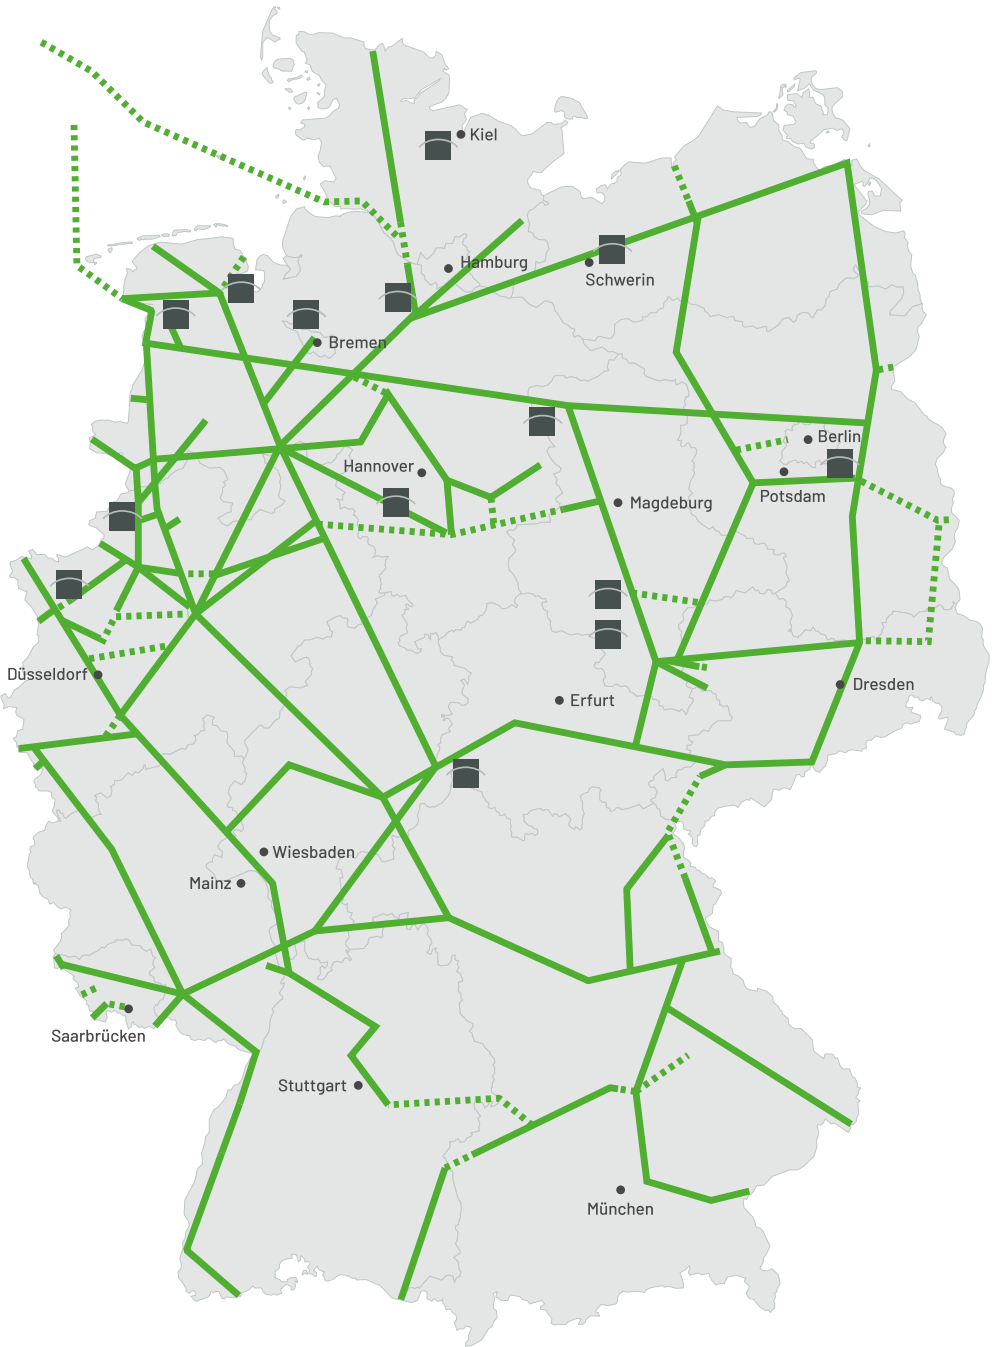 Kiel
Hamburg
Schwerin
Bremen
Berlin
Hannover
Potsdam
Magdeburg
Düsseldorf
Dresden
Erfurt
Wiesbaden
Mainz
Saarbrücken
Stuttgart
München